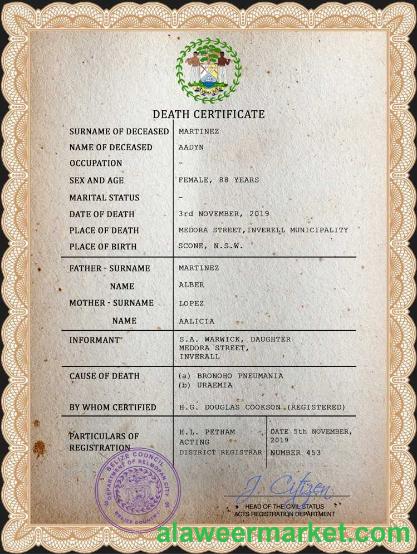 DEATH CERTIFICATE
SURNAME OF DECEASED MARTINEZ
NAME OF DECEASED AADYN
OCCUPATION –
SEX AND AGE FEMALE, 88 YEARS
MARITAL STATUS –
DATE OF DEATH 3rd NOVEMBER, 2019
PLACE OF DEATH MEDORA STREET,INVERELL MUNICIPALITY
PLACE OF BIRTH SCONE, N.S.W.
FATHER - SURNAME MARTINEZ
NAME ALBER
MOTHER - SURNAME LOPEZ
NAME AALICIA
INFORMANT S.A. WARWICK, DAUGHTER
MEDORA STREET,
INVERALL
CAUSE OF DEATH (a) BRONOHO PNEUMANIA
(b) URAEMIA
BY WHOM CERTIFIED H.G. DOUGLAS COOKSON.(REGISTERED)
PARTICULARS OF REGISTRATION
H.L. PETHAM
ACTING
DISTRICT REGISTRAR
DATE 5th NOVEMBER,
2019
NUMBER 453
BELIZE COUNCIL
J. Citizen
HEAD OF THE CIVIL STATUS
ACTS REGISTRATION DEPARTMENT
alaweermarket.com